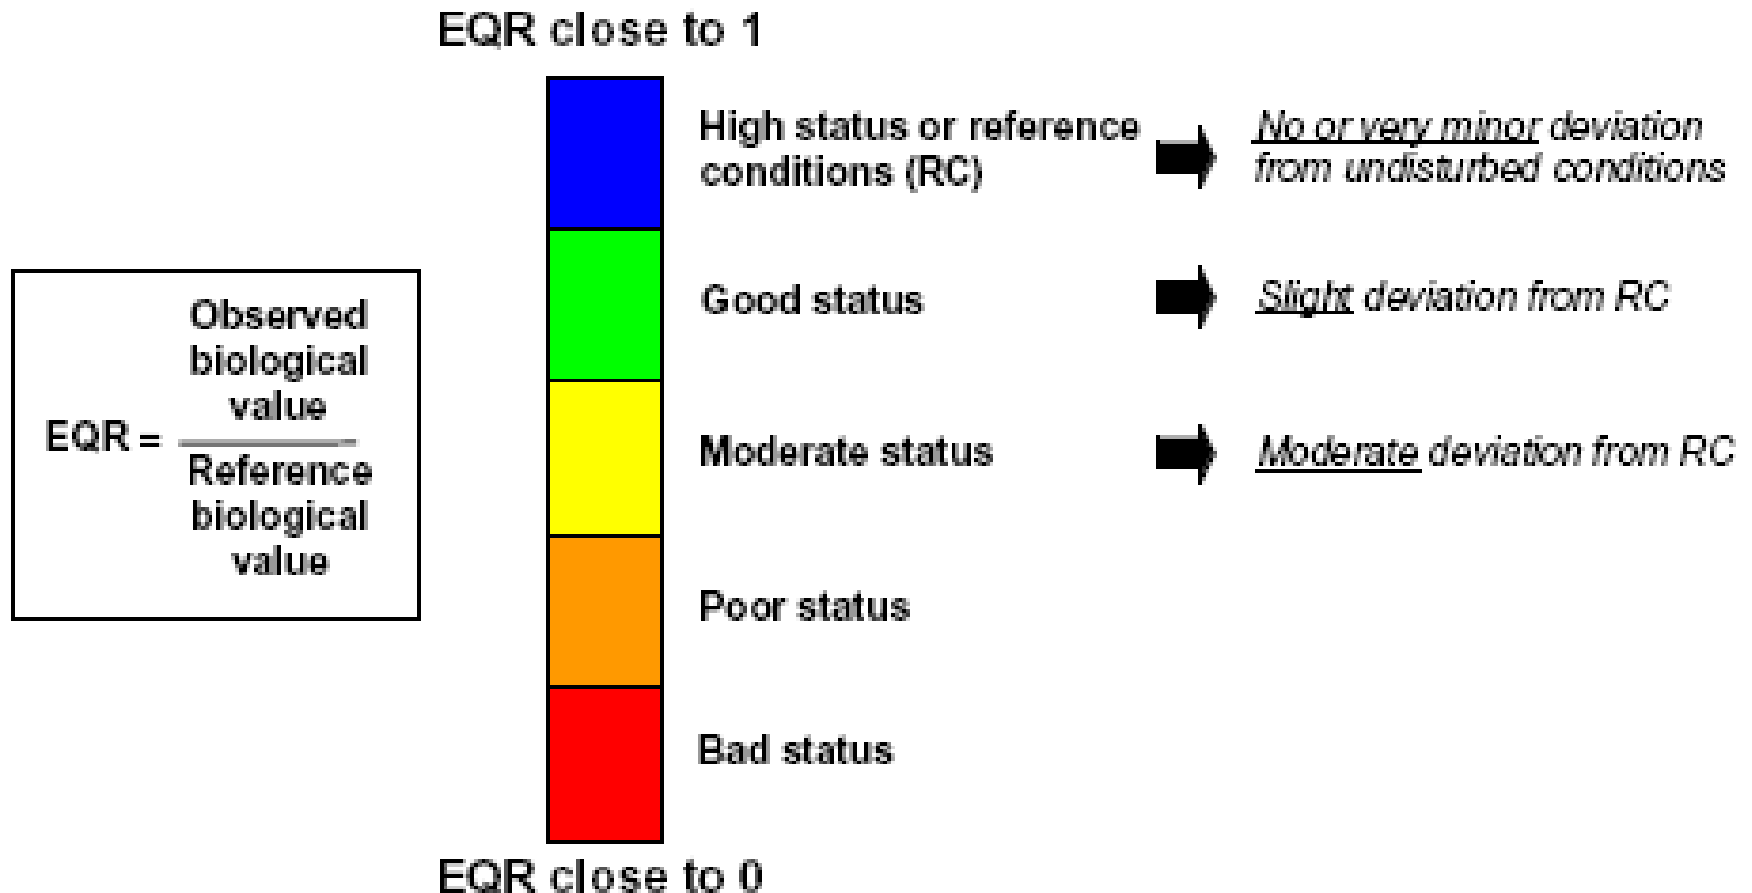 EQR close to 1
High status or reference
conditions (RC)
No or very minor deviation
from undisturbed conditions
Good status
Slight deviation from RC
Moderate status
Moderate deviation from RC
Poor status
Bad status
EQR close to 0
EQR =
Observed
biological
value
Reference
biological
value